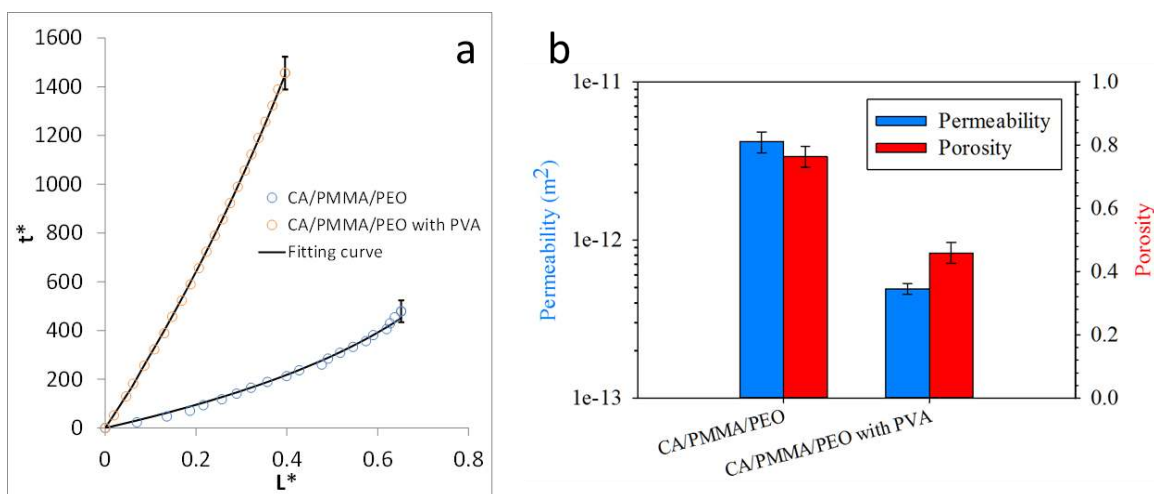 a
1600
1400
1200
1000
800
600
400
200
0
t*
CA/PMMA/PEO
CA/PMMA/PEO with PVA
Fitting curve
0 0.2 0.4 0.6 0.8
L*
b
1e-11
1e-12
1e-13
Permeability (m²)
Permeability
Porosity
1.0
0.8
0.6
0.4
0.2
0.0
Porosity
CA/PMMA/PEO
CA/PMMA/PEO with PVA